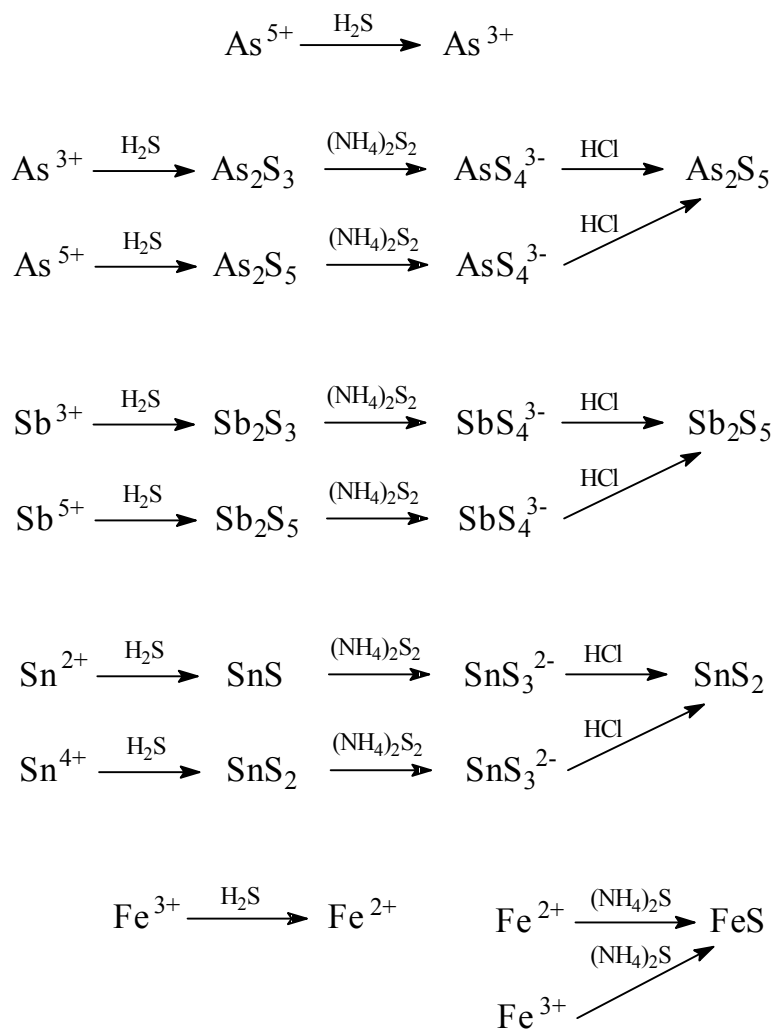 H₂S
As⁵⁺ → As³⁺
H₂S (NH₄)₂S₂ HCl
As³⁺ → As₂S₃ → AsS₄³⁻ → As₂S₅
H₂S (NH₄)₂S₂ HCl
As⁵⁺ → As₂S₅ → AsS₄³⁻
H₂S (NH₄)₂S₂ HCl
Sb³⁺ → Sb₂S₃ → SbS₄³⁻ → Sb₂S₅
H₂S (NH₄)₂S₂ HCl
Sb⁵⁺ → Sb₂S₅ → SbS₄³⁻
H₂S (NH₄)₂S₂ HCl
Sn²⁺ → SnS → SnS₃²⁻ → SnS₂
H₂S (NH₄)₂S₂ HCl
Sn⁴⁺ → SnS₂ → SnS₃²⁻
H₂S (NH₄)₂S
Fe³⁺ → Fe²⁺ Fe²⁺ → FeS
(NH₄)₂S
Fe³⁺